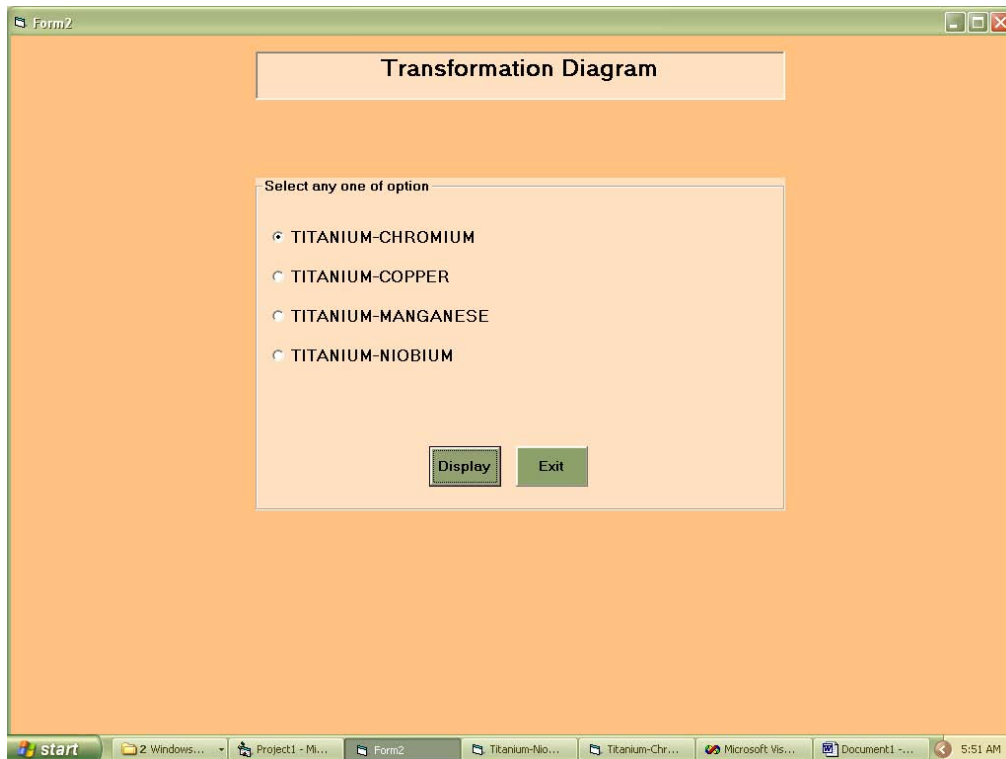 Form2
Transformation Diagram
Select any one of option
TITANIUM-CHROMIUM
TITANIUM-COPPER
TITANIUM-MANGANESE
TITANIUM-NIOBIUM
Display Exit
start 2 Windows... Project1 - Mi... Form2 Titanium-Nio... Titanium-Chr... Microsoft Vis... Document1 -... 5:51 AM